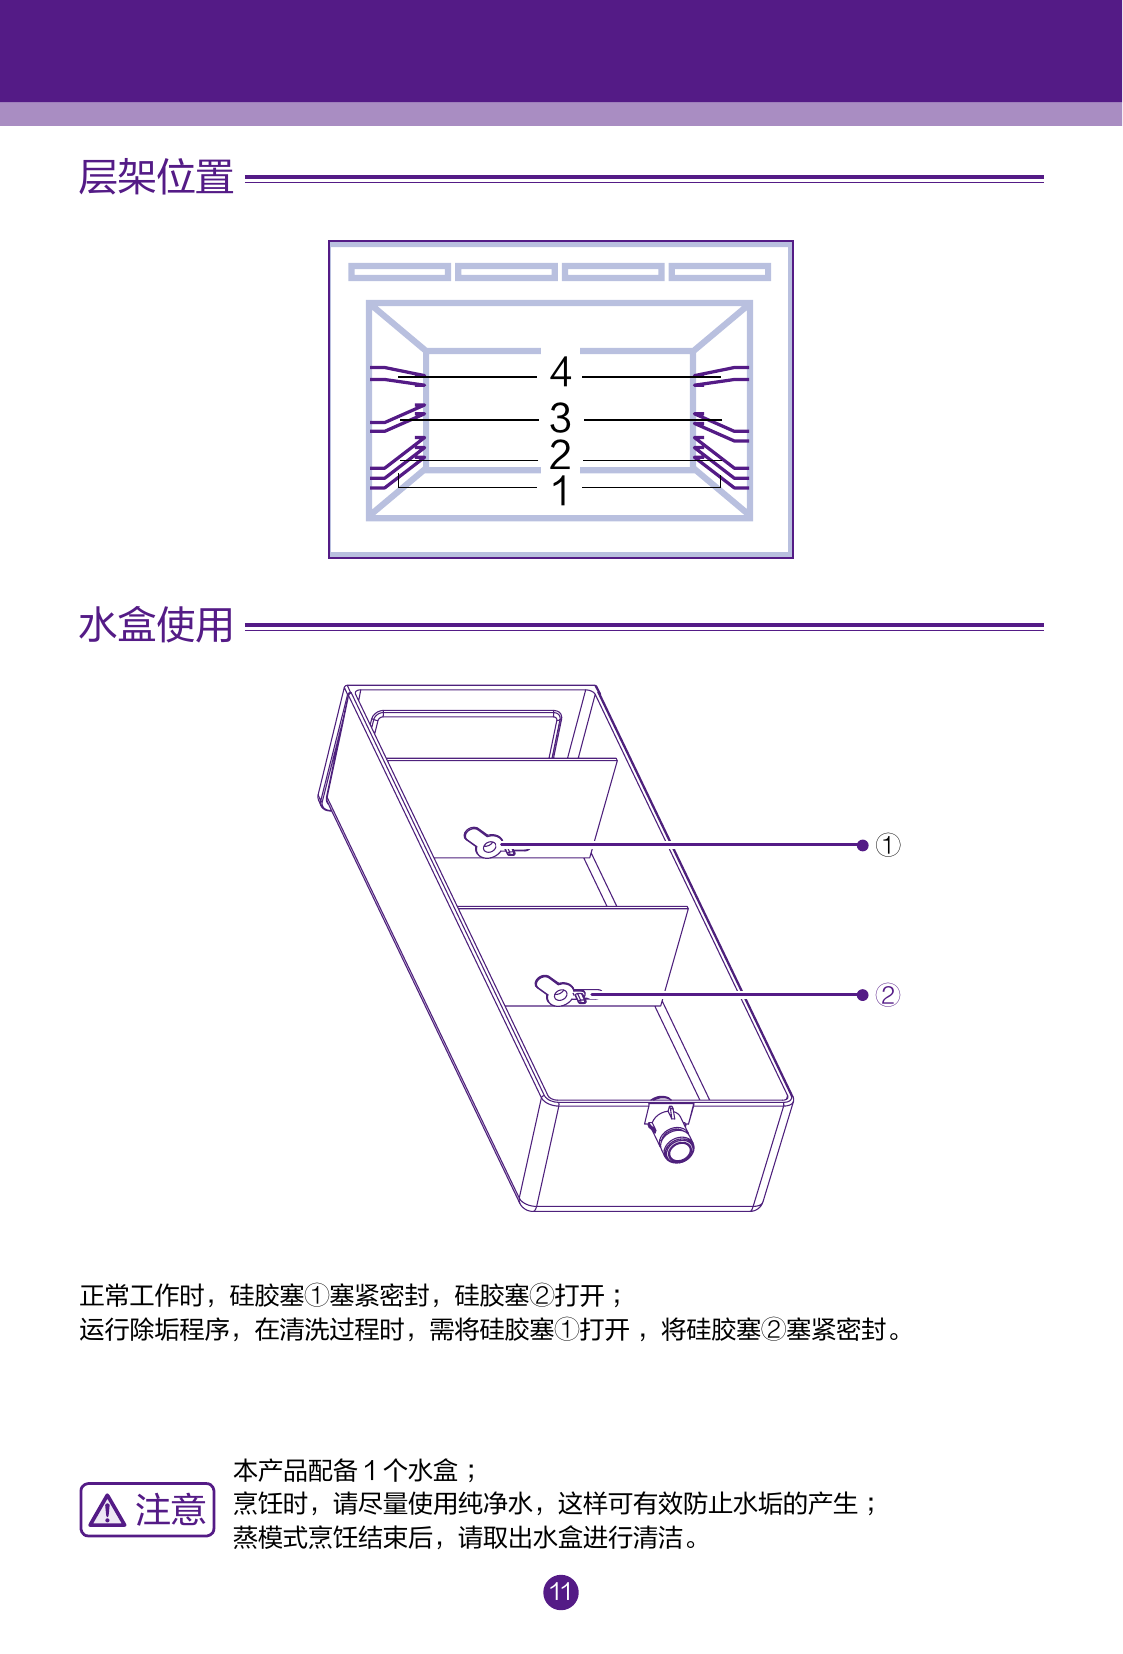 层架位置
4
3
2
1
水盒使用
①
②
正常工作时，硅胶塞①塞紧密封，硅胶塞②打开；
运行除垢程序，在清洗过程时，需将硅胶塞①打开 ，将硅胶塞②塞紧密封。
本产品配备 1 个水盒；
注意
烹饪时，请尽量使用纯净水，这样可有效防止水垢的产生；
蒸模式烹饪结束后，请取出水盒进行清洁。
11